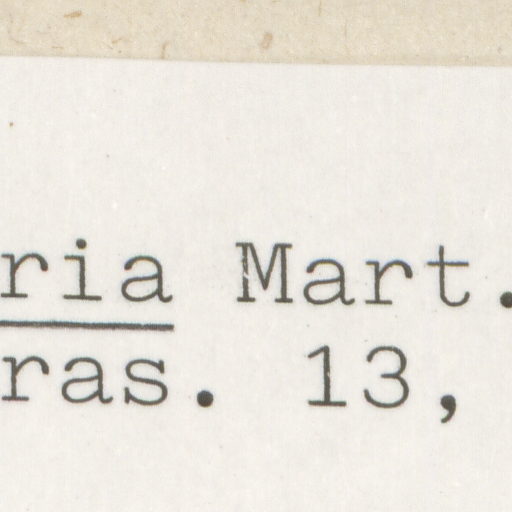 ria Mart.
ras. 13,